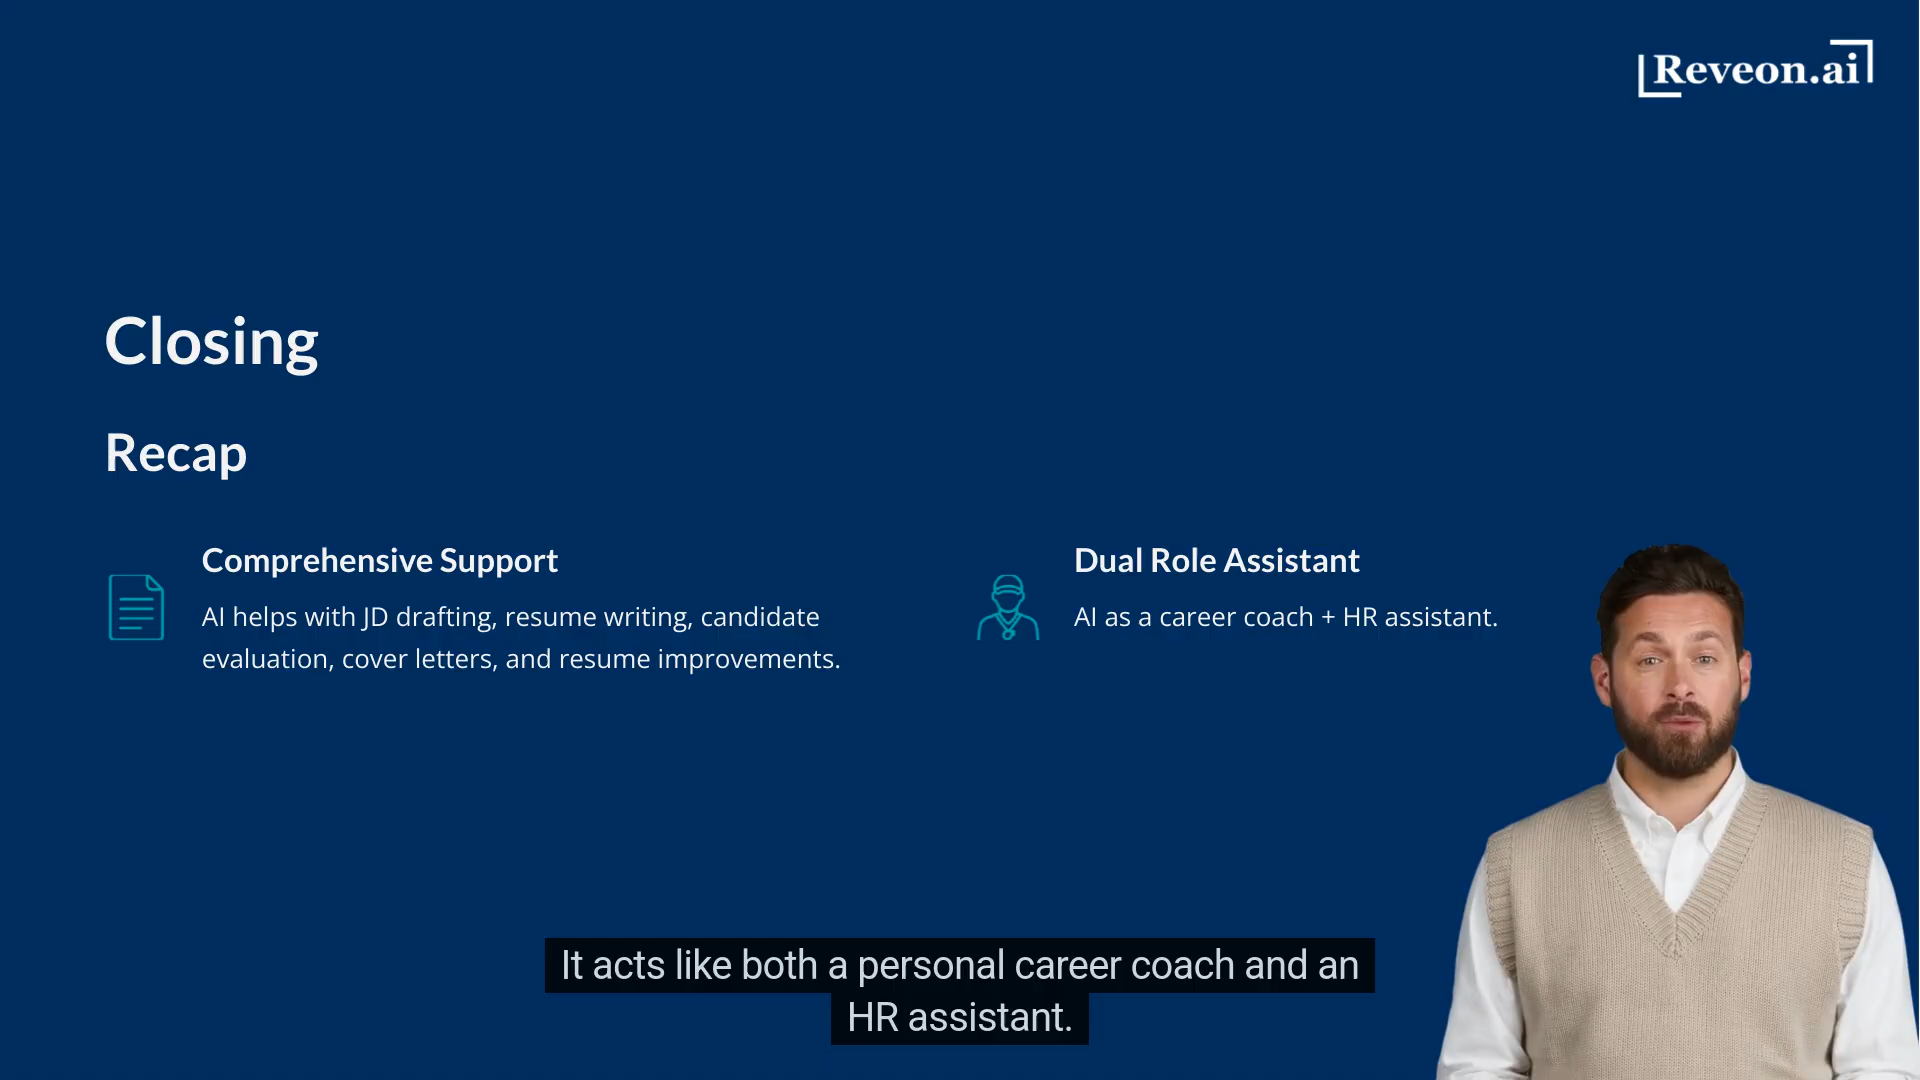 Reveon.ai
Closing
Recap
Comprehensive Support
AI helps with JD drafting, resume writing, candidate
evaluation, cover letters, and resume improvements.
Dual Role Assistant
AI as a career coach + HR assistant.
It acts like both a personal career coach and an
HR assistant.